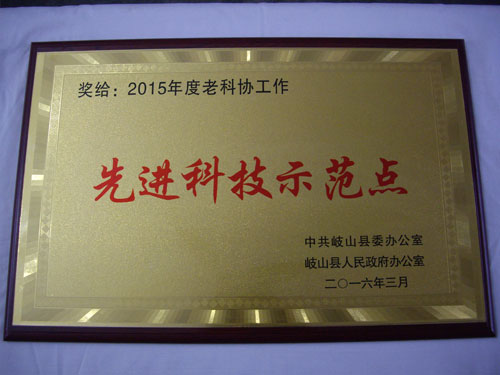 奖给：2015年度老科协工作
先进科技示范点
中共岐山县委办公室
岐山县人民政府办公室
二〇一六年三月